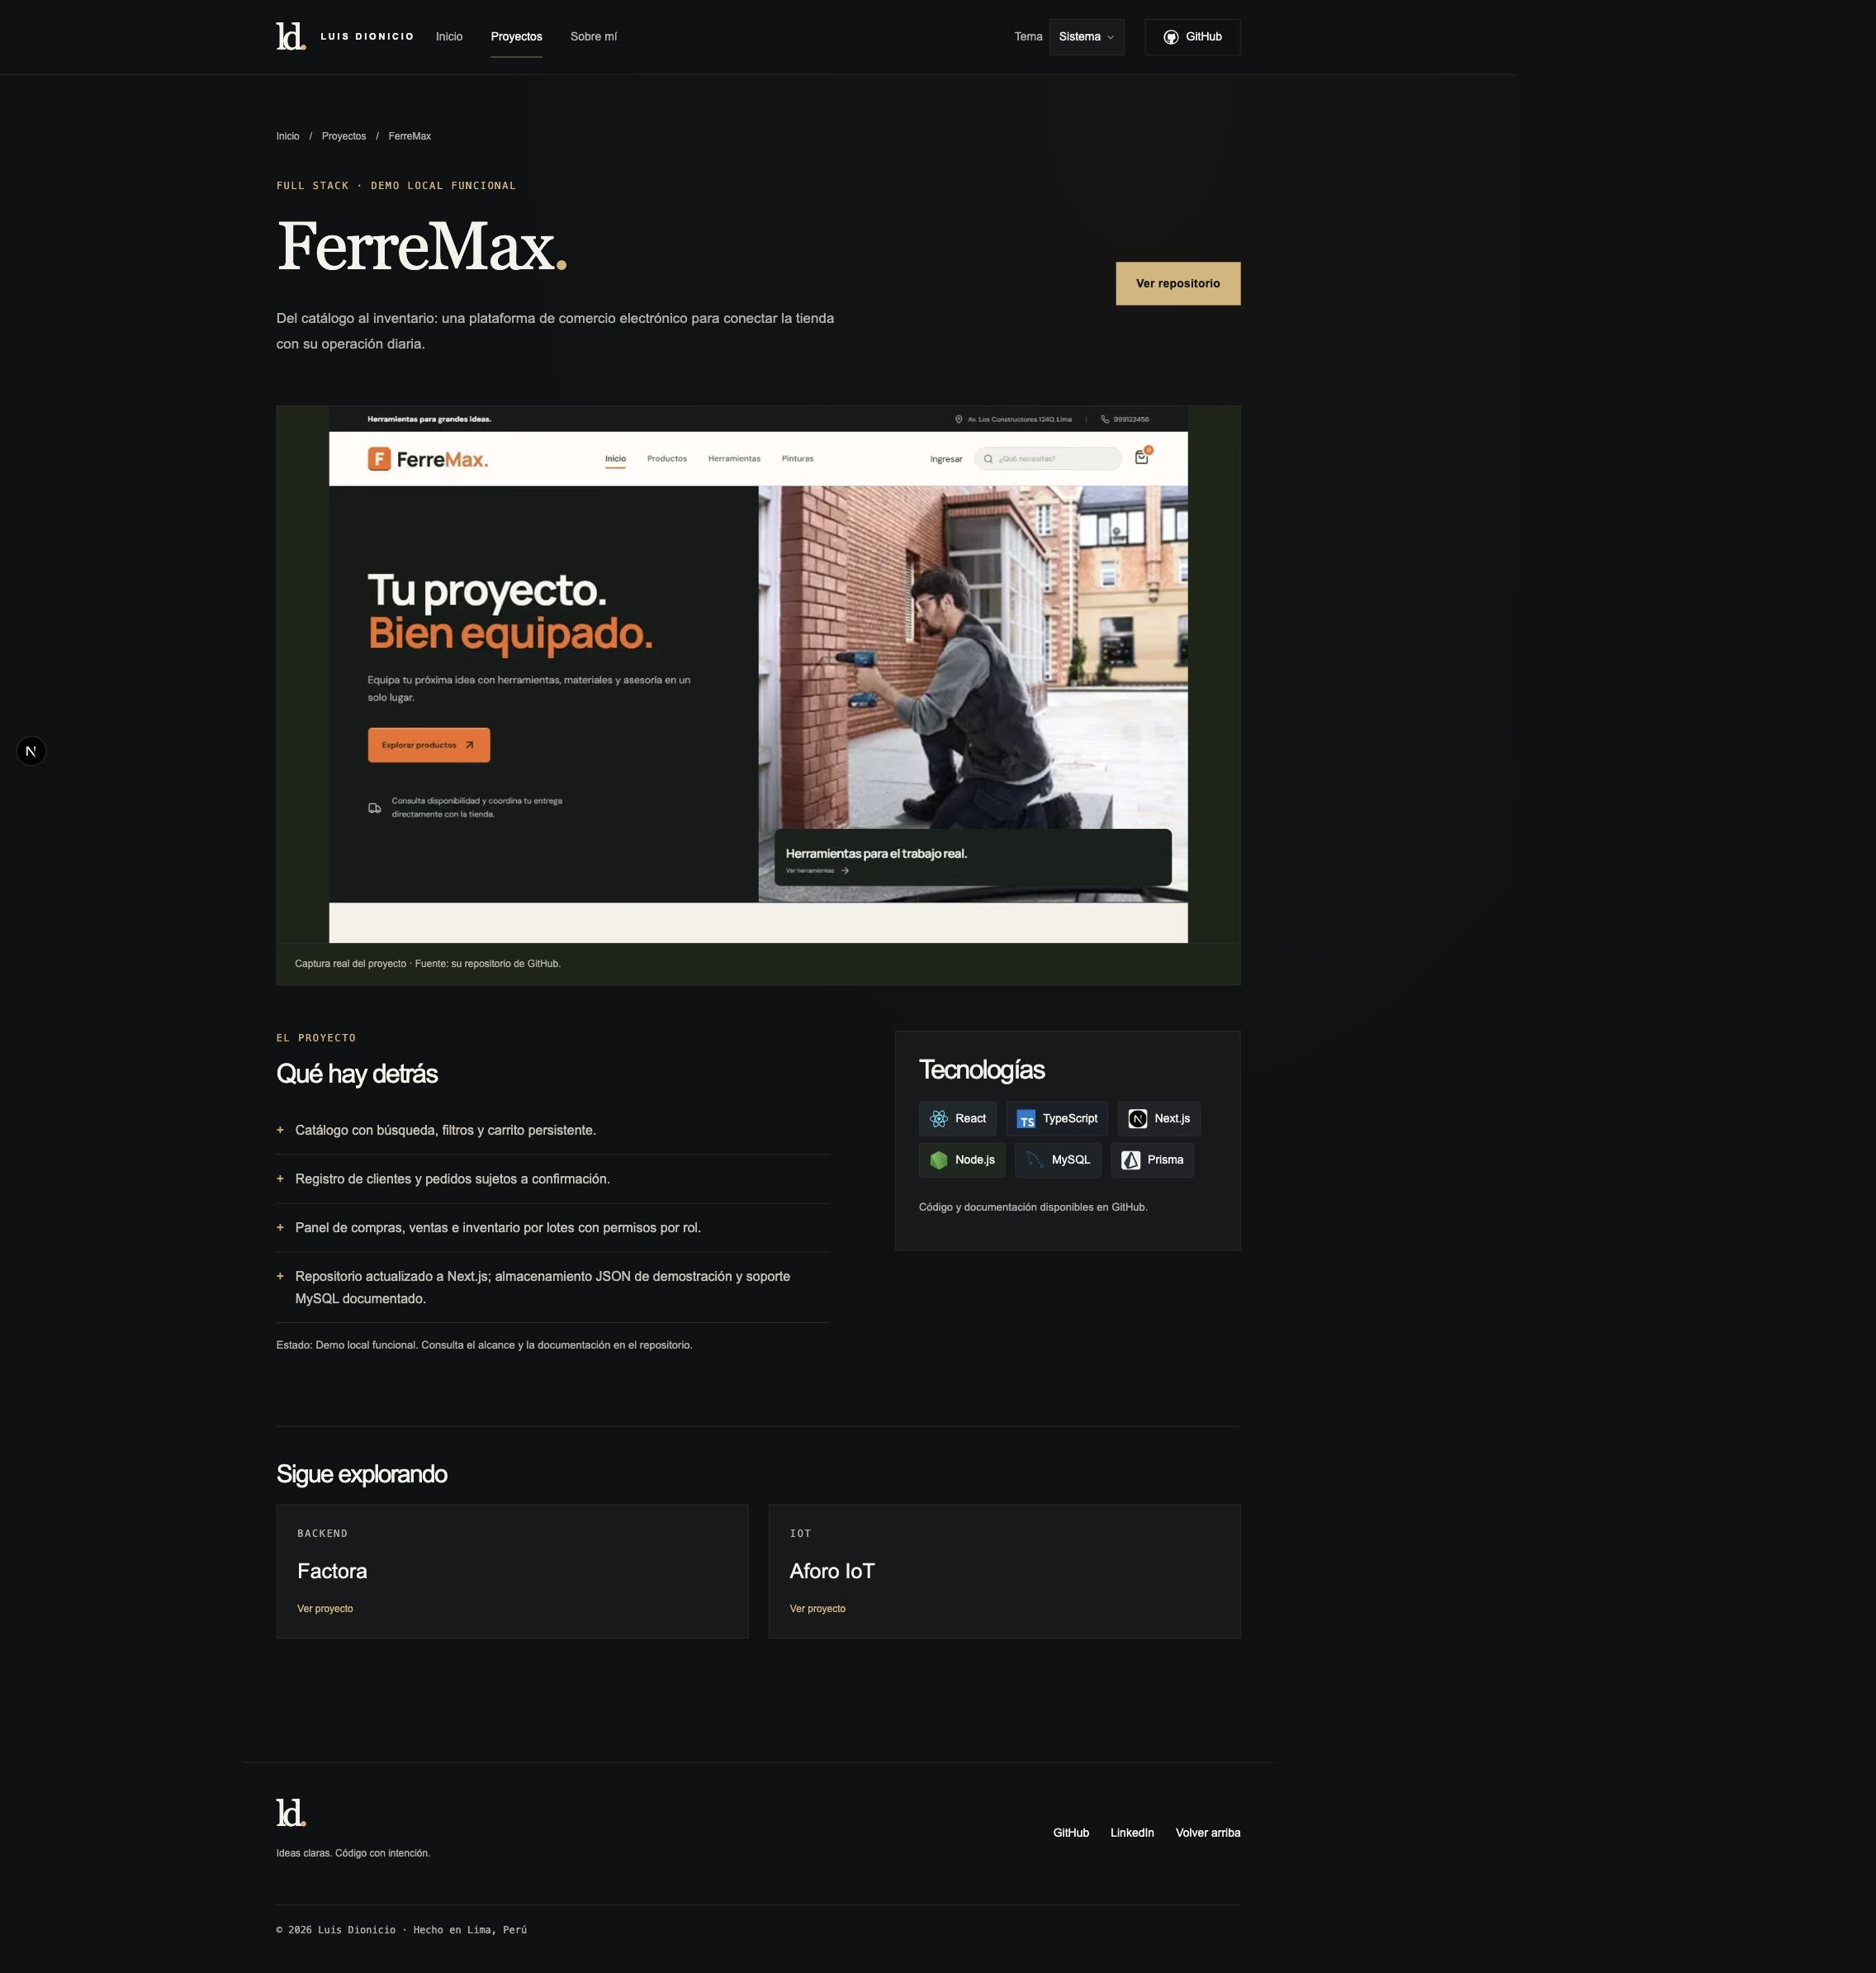 ld.
LUIS DIONICIO
Inicio
Proyectos
Sobre mí
Tema
Sistema
GitHub
Inicio / Proyectos / FerreMax
FULL STACK · DEMO LOCAL FUNCIONAL
FerreMax.
Ver repositorio
Del catálogo al inventario: una plataforma de comercio electrónico para conectar la tienda
con su operación diaria.
Herramientas para grandes ideas.
Av. Los Constructores 1240, Lima | 999123456
F FerreMax.
Inicio
Productos
Herramientas
Pinturas
Ingresar
¿Qué necesitas?
0
Tu proyecto.
Bien equipado.
Equipa tu próxima idea con herramientas, materiales y asesoría en un
solo lugar.
Explorar productos
Consulta disponibilidad y coordina tu entrega
directamente con la tienda.
Herramientas para el trabajo real.
Ver herramientas
N
Captura real del proyecto · Fuente: su repositorio de GitHub.
EL PROYECTO
Qué hay detrás
+ Catálogo con búsqueda, filtros y carrito persistente.
+ Registro de clientes y pedidos sujetos a confirmación.
+ Panel de compras, ventas e inventario por lotes con permisos por rol.
+ Repositorio actualizado a Next.js; almacenamiento JSON de demostración y soporte
MySQL documentado.
Estado: Demo local funcional. Consulta el alcance y la documentación en el repositorio.
Tecnologías
React
TS TypeScript
N Next.js
Node.js
MySQL
Prisma
Código y documentación disponibles en GitHub.
Sigue explorando
BACKEND
Factora
Ver proyecto
IOT
Aforo IoT
Ver proyecto
ld.
Ideas claras. Código con intención.
GitHub
LinkedIn
Volver arriba
© 2026 Luis Dionicio · Hecho en Lima, Perú